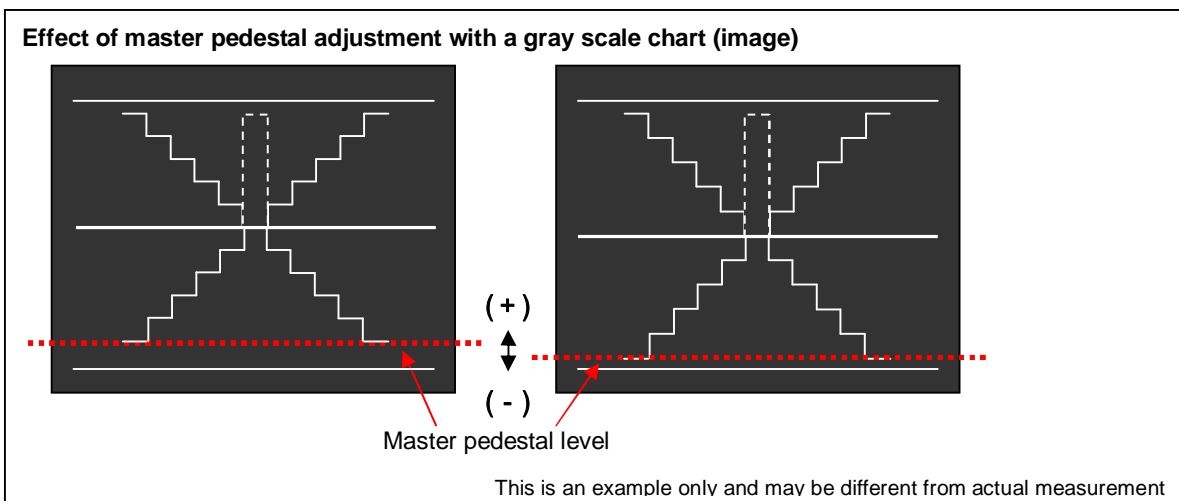 Effect of master pedestal adjustment with a gray scale chart (image)
( + )
( - )
Master pedestal level
This is an example only and may be different from actual measurement